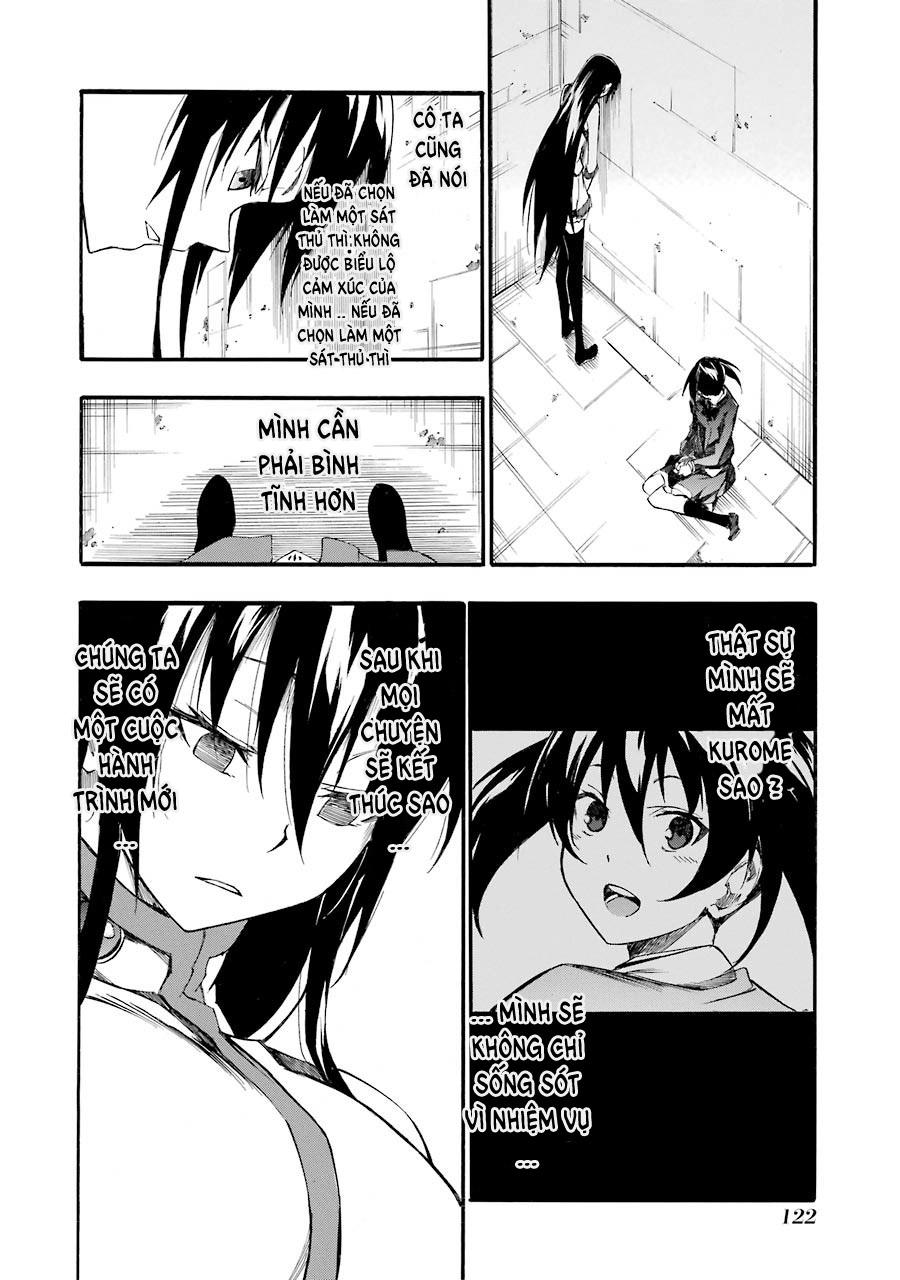 CÔ TA
CŨNG
ĐÃ NÓI
NẾU ĐÃ CHỌN
LÀM MỘT SÁT
THỦ THÌ KHÔNG
ĐƯỢC BIỂU LỘ
CẢM XÚC CỦA
MÌNH .. NẾU ĐÃ
CHỌN LÀM MỘT
SÁT THỦ THÌ
MÌNH CẦN
PHẢI BÌNH
TĨNH HƠN
THẬT SỰ
MÌNH SẼ
MẤT
KUROME
SAO ?
... MÌNH SẼ
KHÔNG CHỈ
SỐNG SÓT
VÌ NHIỆM VỤ
...
SAU KHI
MỌI
CHUYỆN
SẼ KẾT
THÚC SAO
...
CHÚNG TA
SẼ CÓ
MỘT CUỘC
HÀNH
TRÌNH MỚI
...
122